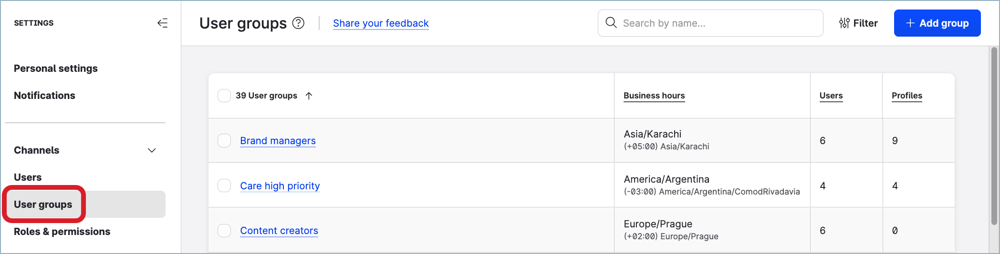 SETTINGS
Personal settings
Notifications
Channels
Users
User groups
Roles & permissions
User groups ? Share your feedback Search by name... Filter + Add group
39 User groups ↑ Business hours Users Profiles
Brand managers Asia/Karachi 6 9
(+05:00) Asia/Karachi
Care high priority America/Argentina 4 4
(-03:00) America/Argentina/ComodRivadavia
Content creators Europe/Prague 6 0
(+02:00) Europe/Prague